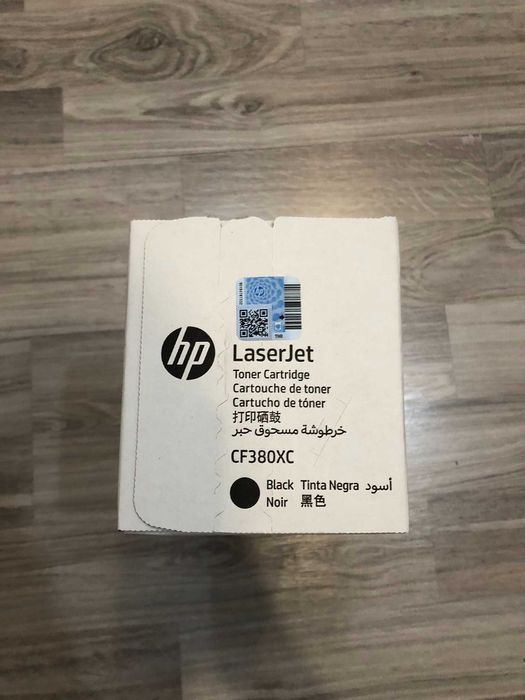 hp
LaserJet
Toner Cartridge
Cartouche de toner
Cartucho de tóner
打印硒鼓
خرطوشة مسحوق حبر
CF380XC
Black Tinta Negra أسود
Noir 黑色